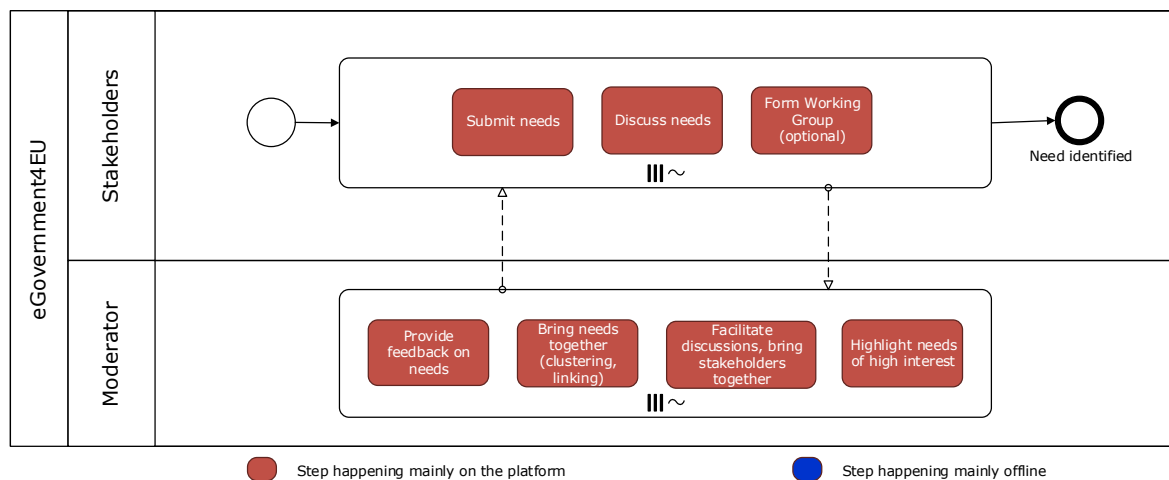 eGovernment4EU
Stakeholders
Submit needs
Discuss needs
Form Working
Group
(optional)
Need identified
Moderator
Provide
feedback on
needs
Bring needs
together
(clustering,
linking)
Facilitate
discussions, bring
stakeholders
together
Highlight needs
of high interest
Step happening mainly on the platform
Step happening mainly offline